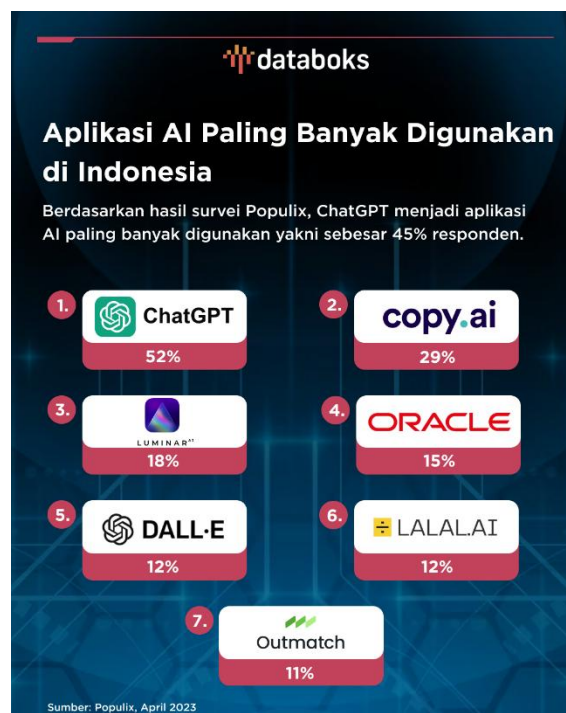 databoks
Aplikasi AI Paling Banyak Digunakan
di Indonesia
Berdasarkan hasil survei Populix, ChatGPT menjadi aplikasi
AI paling banyak digunakan yakni sebesar 45% responden.
1.
ChatGPT
52%
2.
copy.ai
29%
3.
LUMINAR AI
18%
4.
ORACLE
15%
5.
DALL·E
12%
6.
LALAL.AI
12%
7.
Outmatch
11%
Sumber: Populix, April 2023